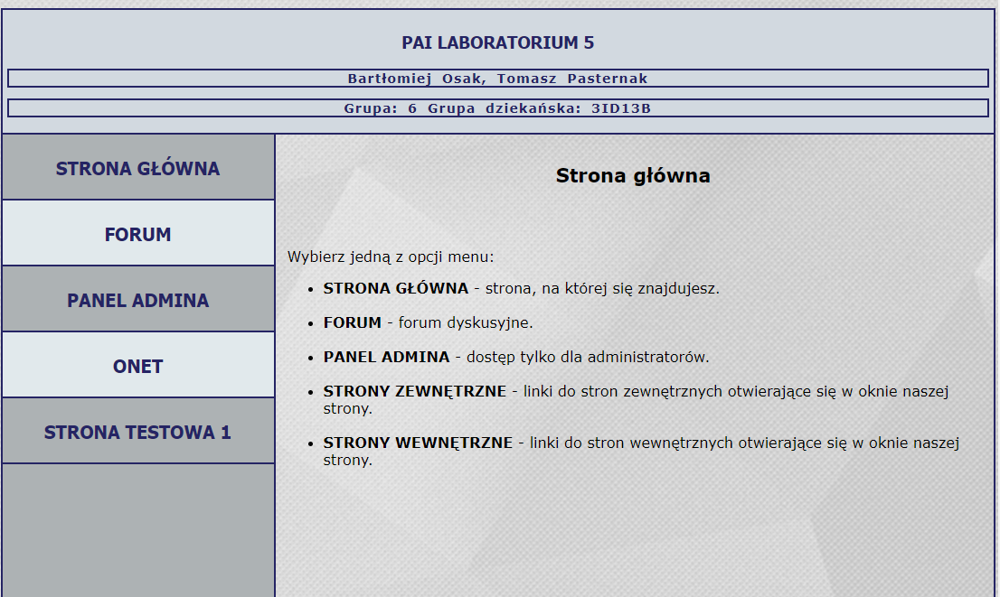 PAI LABORATORIUM 5
Bartłomiej Osak, Tomasz Pasternak
Grupa: 6 Grupa dziekańska: 3ID13B
STRONA GŁÓWNA
FORUM
PANEL ADMINA
ONET
STRONA TESTOWA 1
Strona główna
Wybierz jedną z opcji menu:
• STRONA GŁÓWNA - strona, na której się znajdujesz.
• FORUM - forum dyskusyjne.
• PANEL ADMINA - dostęp tylko dla administratorów.
• STRONY ZEWNĘTRZNE - linki do stron zewnętrznych otwierające się w oknie naszej
strony.
• STRONY WEWNĘTRZNE - linki do stron wewnętrznych otwierające się w oknie naszej
strony.